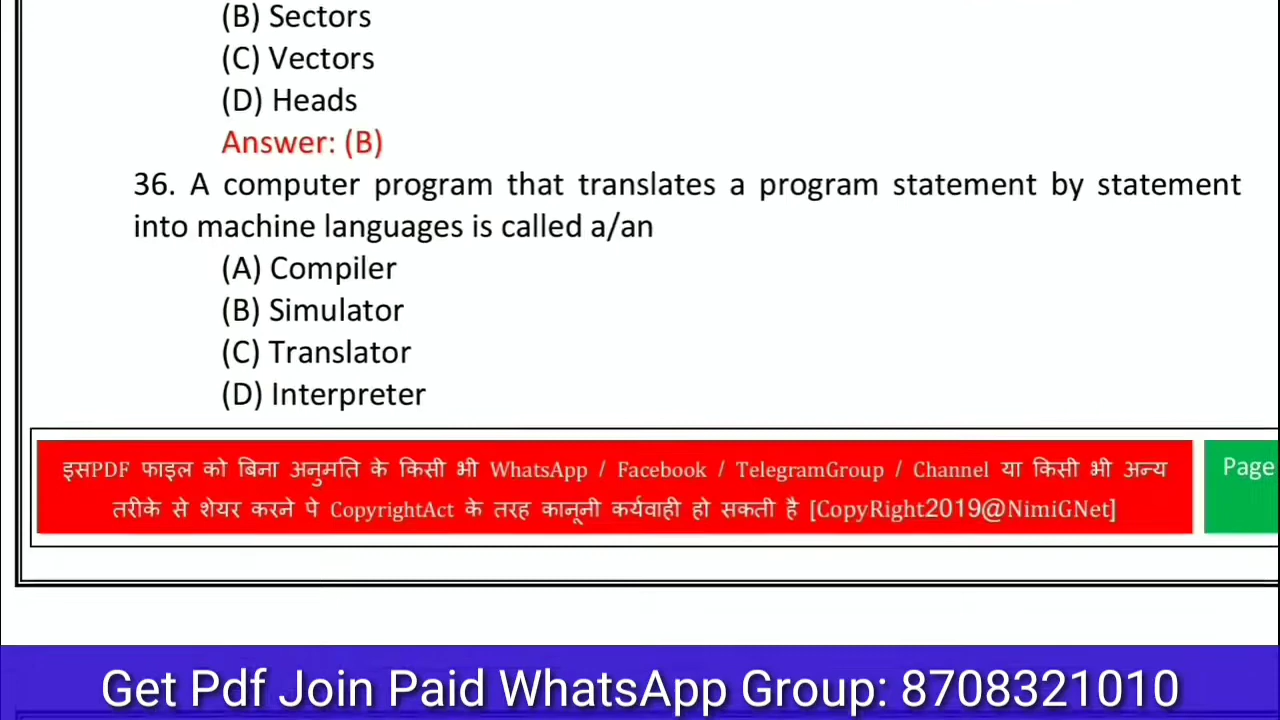 (B) Sectors
(C) Vectors
(D) Heads
Answer: (B)
36. A computer program that translates a program statement by statement
into machine languages is called a/an
(A) Compiler
(B) Simulator
(C) Translator
(D) Interpreter
इसPDF फाइल को बिना अनुमति के किसी भी WhatsApp / Facebook / TelegramGroup / Channel या किसी भी अन्य
तरीके से शेयर करने पे CopyrightAct के तरह कानूनी कर्यवाही हो सकती है [CopyRight2019@NimiGNet]
Page
Get Pdf Join Paid WhatsApp Group: 8708321010